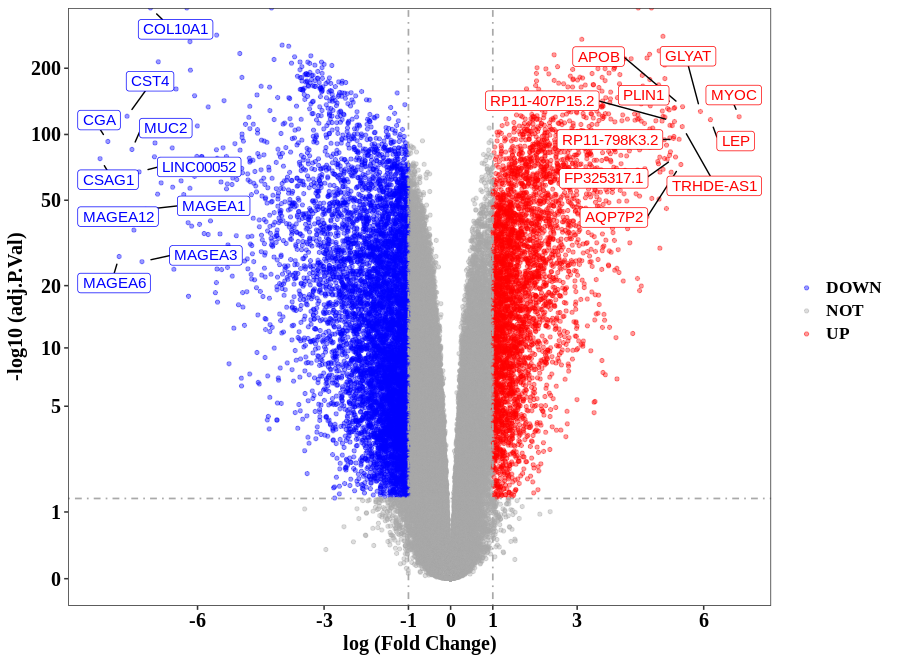 COL10A1
GLYAT
APOB
200
CST4
PLIN1
MYOC
RP11-407P15.2
CGA
MUC2
100
RP11-798K3.2
LEP
LINC00052
CSAG1
FP325317.1
TRHDE-AS1
50
MAGEA1
MAGEA12
AQP7P2
MAGEA3
MAGEA6
20
DOWN
NOT
UP
10
5
1
0
-log10 (adj.P.Val)
-6 -3 -1 0 1 3 6
log (Fold Change)